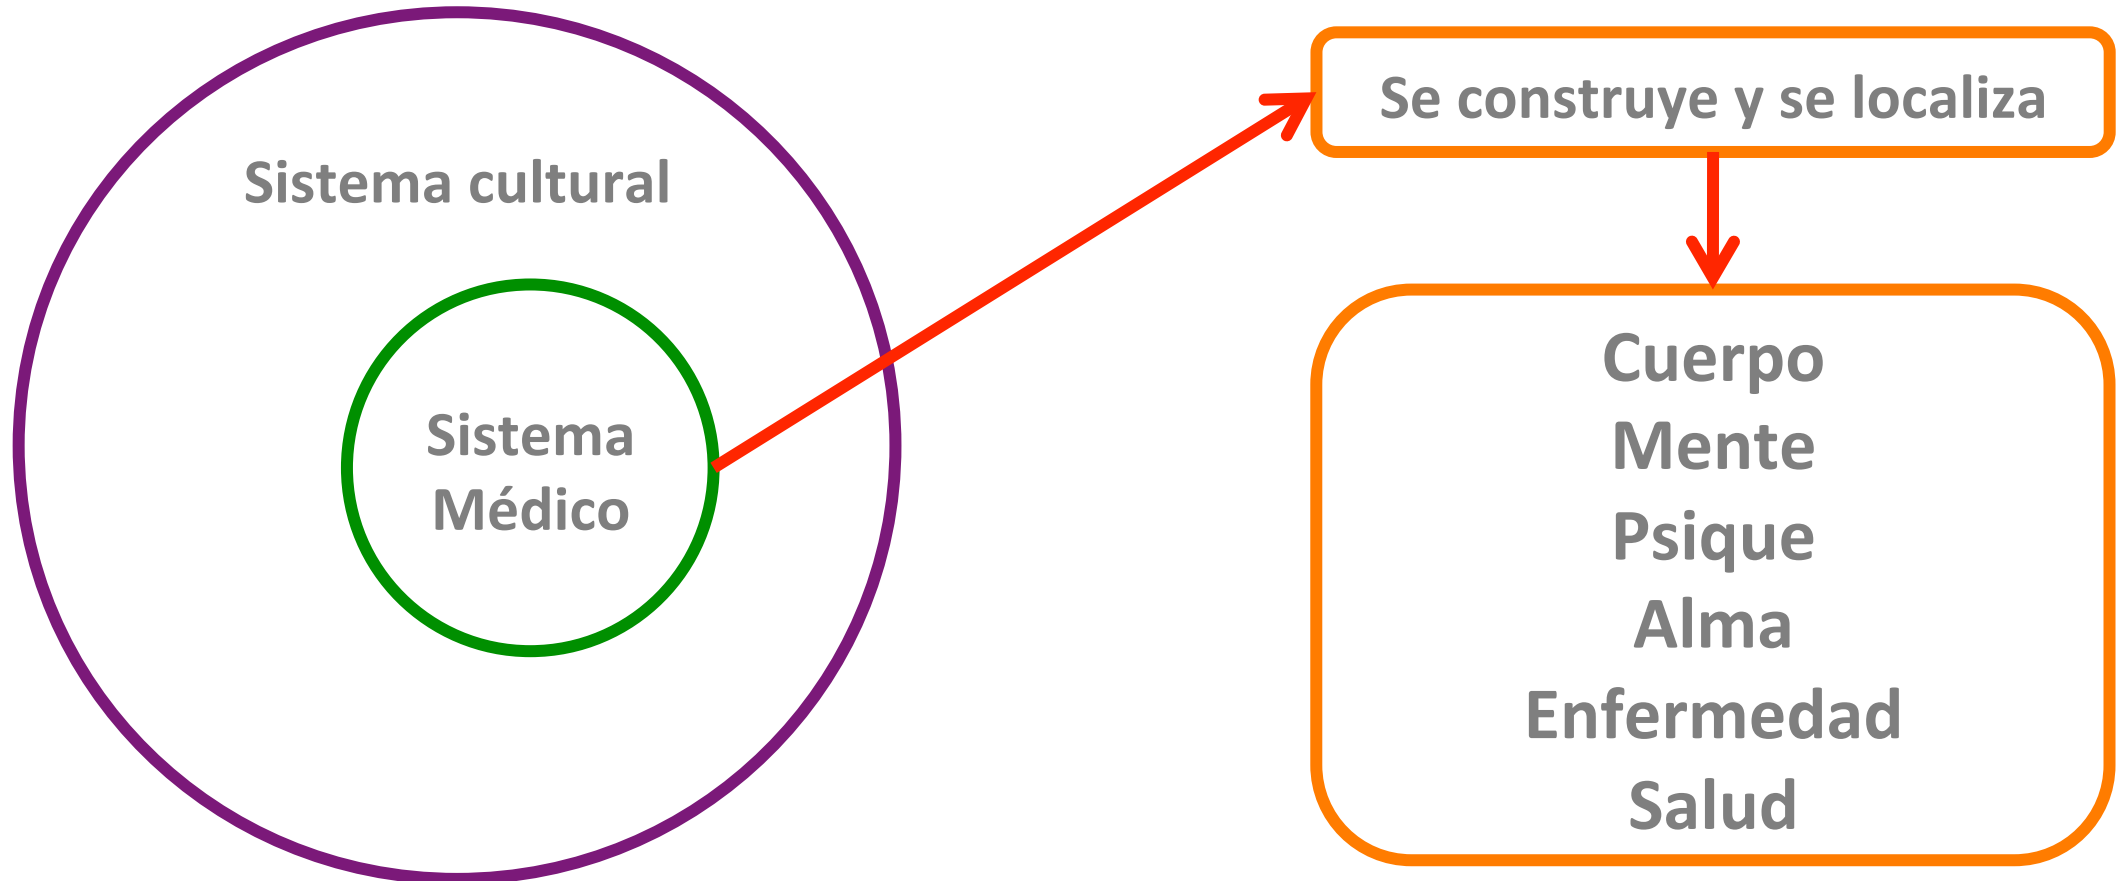 Sistema cultural
Sistema
Médico
Se construye y se localiza
Cuerpo
Mente
Psique
Alma
Enfermedad
Salud